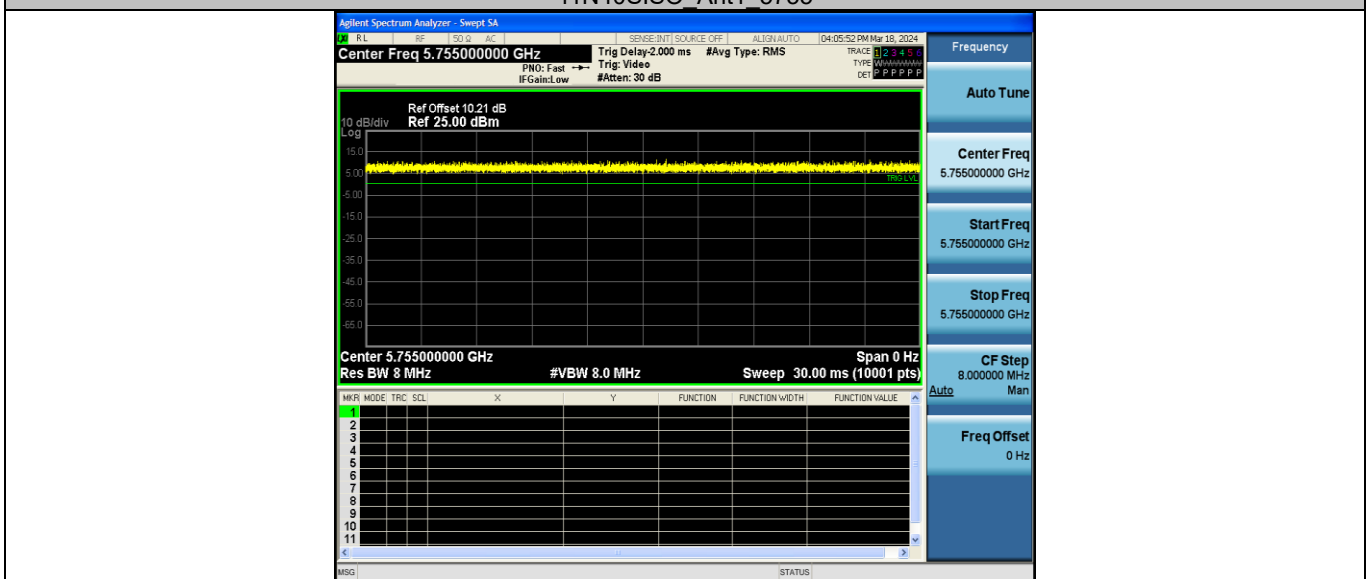 Agilent Spectrum Analyzer - Swept SA
RL RF 50 Ω AC SENSE:INT SOURCE OFF ALIGN AUTO 04:05:52 PM Mar 18, 2024
Center Freq 5.755000000 GHz
PNO: Fast
IFGain:Low
Trig Delay-2.000 ms #Avg Type: RMS
Trig: Video
#Atten: 30 dB
TRACE 1 2 3 4 5 6
TYPE
DET P P P P P P
Ref Offset 10.21 dB
10 dB/div Ref 25.00 dBm
Log
15.0
5.00
TRIG LVL
-5.00
-15.0
-25.0
-35.0
-45.0
-55.0
-65.0
Center 5.755000000 GHz Span 0 Hz
Res BW 8 MHz #VBW 8.0 MHz Sweep 30.00 ms (10001 pts)
MKR MODE TRC SCL X Y FUNCTION FUNCTION WIDTH FUNCTION VALUE
1
2
3
4
5
6
7
8
9
10
11
MSG STATUS
Frequency
Auto Tune
Center Freq
5.755000000 GHz
Start Freq
5.755000000 GHz
Stop Freq
5.755000000 GHz
CF Step
8.000000 MHz
Auto Man
Freq Offset
0 Hz